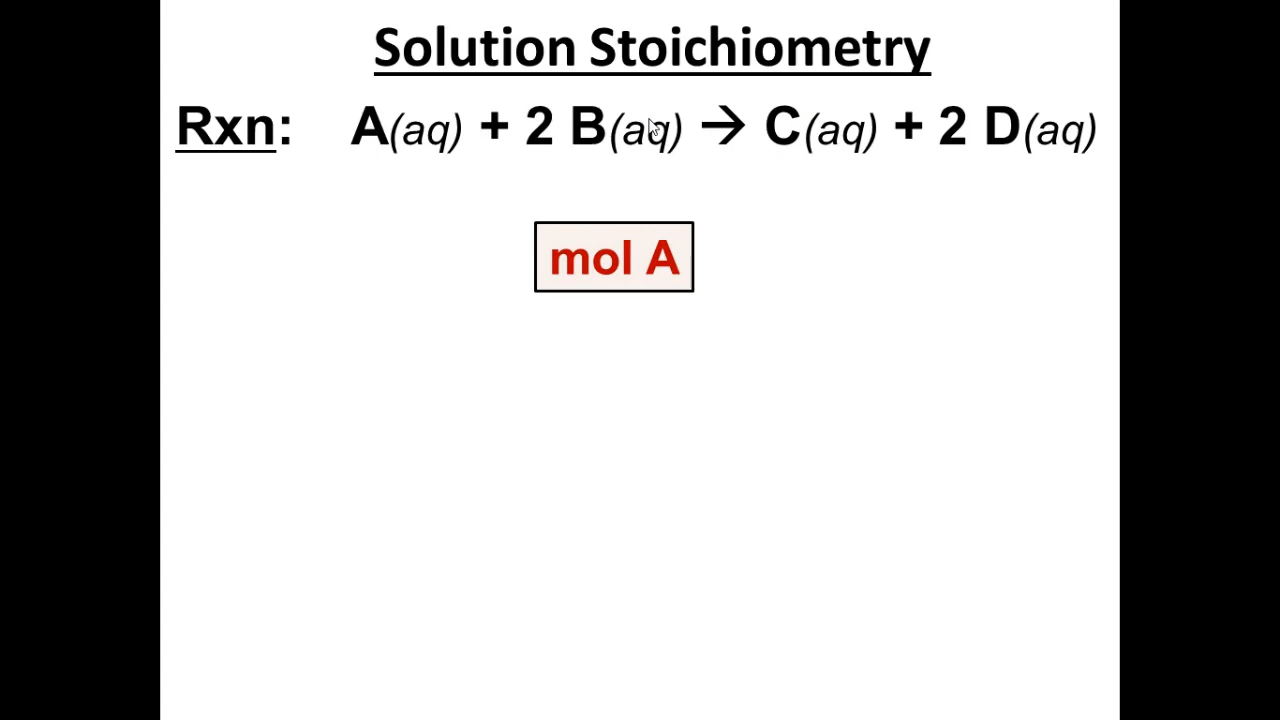 Solution Stoichiometry
Rxn: A(aq) + 2 B(aq) → C(aq) + 2 D(aq)
mol A